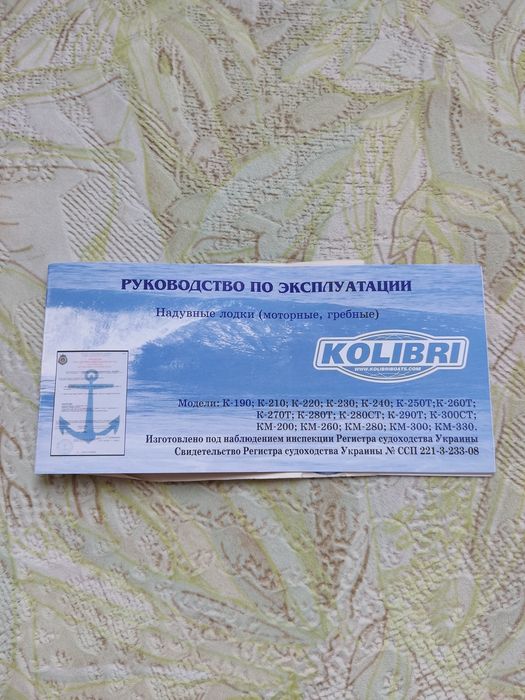 РУКОВОДСТВО ПО ЭКСПЛУАТАЦИИ
Надувные лодки (моторные, гребные)
KOLIBRI
WWW.KOLIBRIBOATS.COM
Модели: К-190; К-210; К-220; К-230; К-240; К-250Т;К-260Т;
К-270Т; К-280Т; К-280СТ; К-290Т; К-300СТ;
КМ-200; КМ-260; КМ-280; КМ-300; КМ-330.
Изготовлено под наблюдением инспекции Регистра судоходства Украины
Свидетельство Регистра судоходства Украины № ССП 221-3-233-08